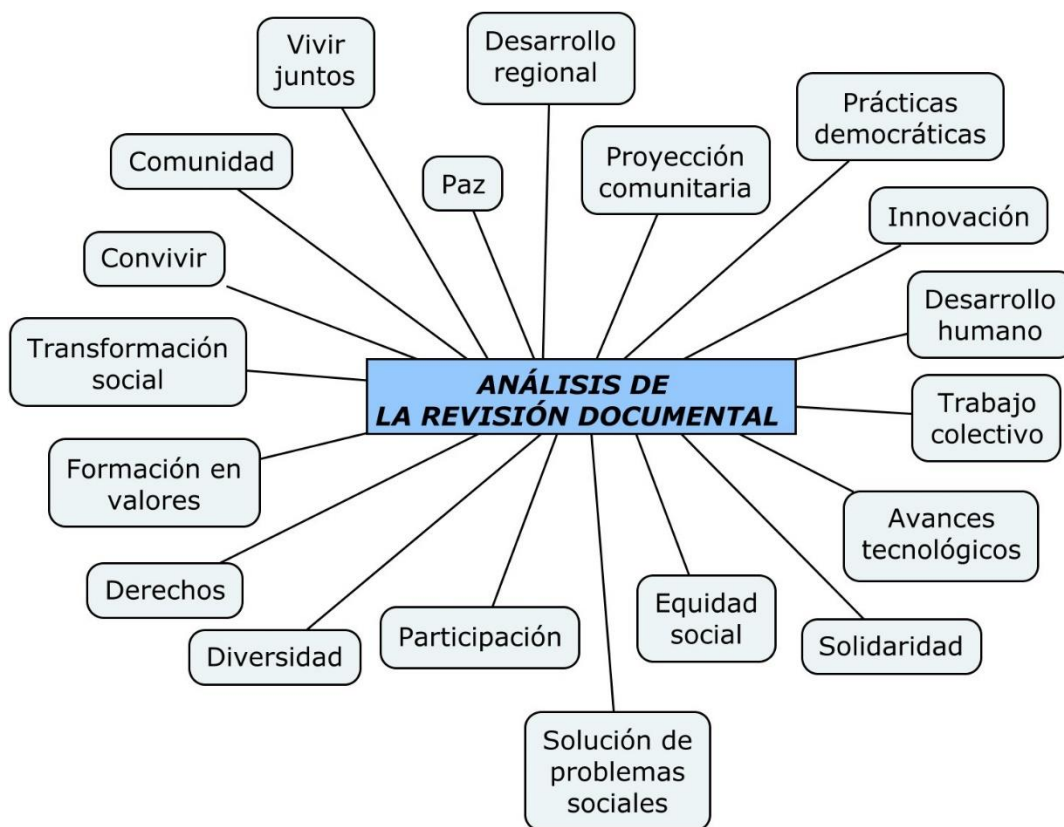 Vivir
juntos
Desarrollo
regional
Prácticas
democráticas
Comunidad
Paz
Proyección
comunitaria
Innovación
Convivir
Desarrollo
humano
Transformación
social
ANÁLISIS DE
LA REVISIÓN DOCUMENTAL
Trabajo
colectivo
Formación en
valores
Avances
tecnológicos
Derechos
Diversidad
Participación
Equidad
social
Solidaridad
Solución de
problemas
sociales